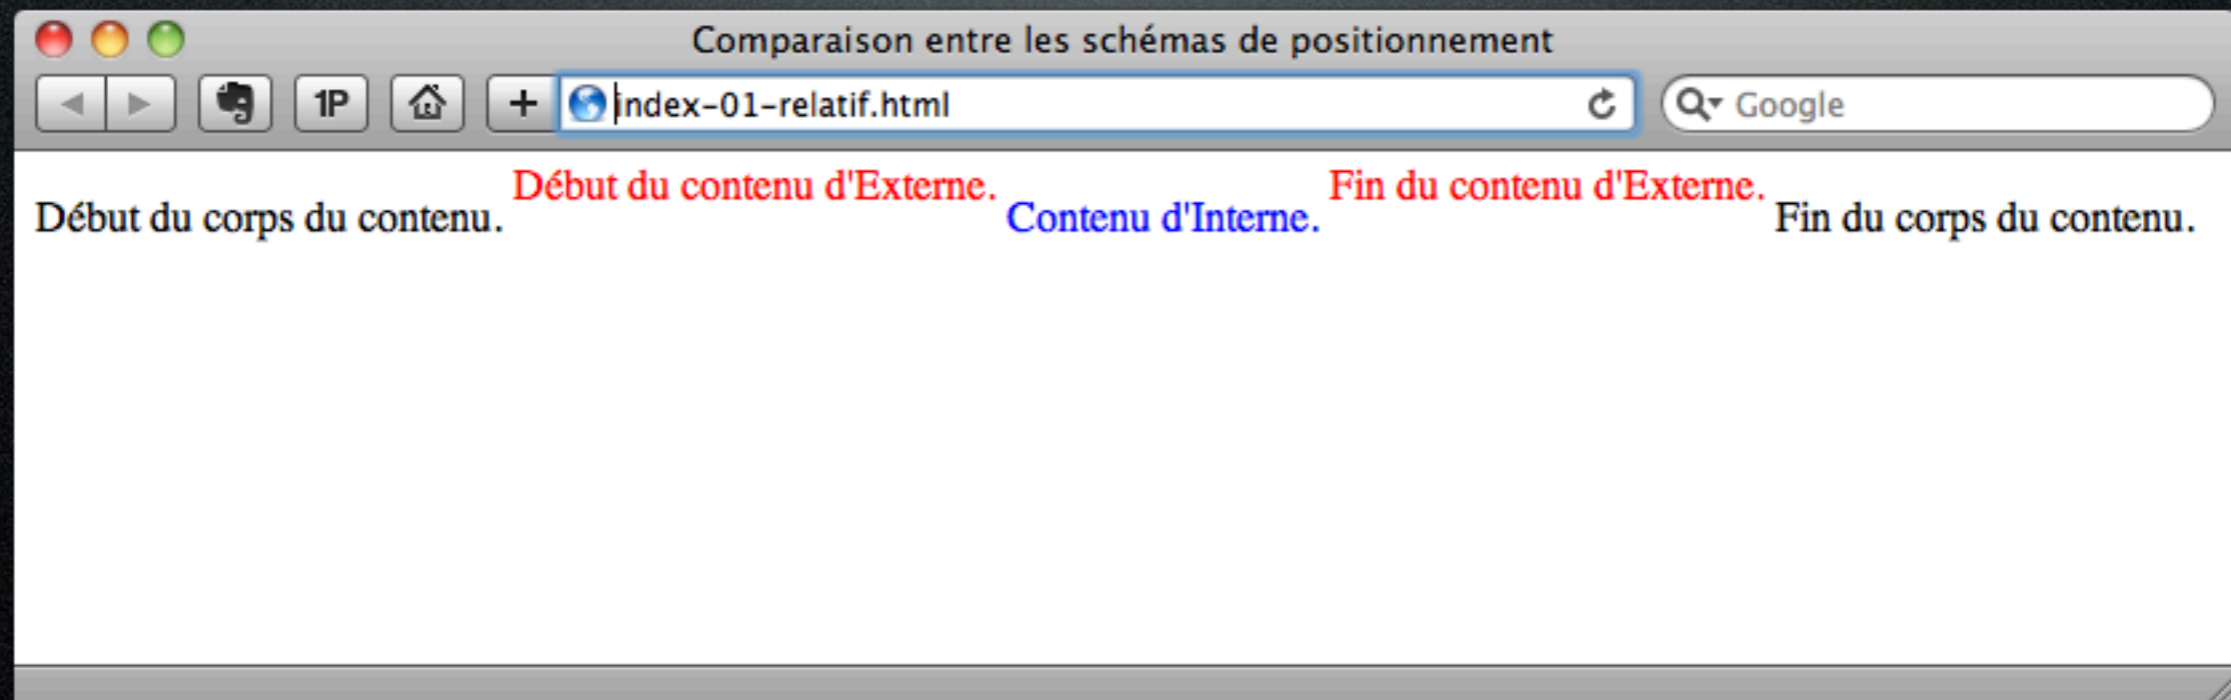 Comparaison entre les schémas de positionnement
1P + index-01-relatif.html Google
Début du corps du contenu. Début du contenu d'Externe. Contenu d'Interne. Fin du contenu d'Externe. Fin du corps du contenu.